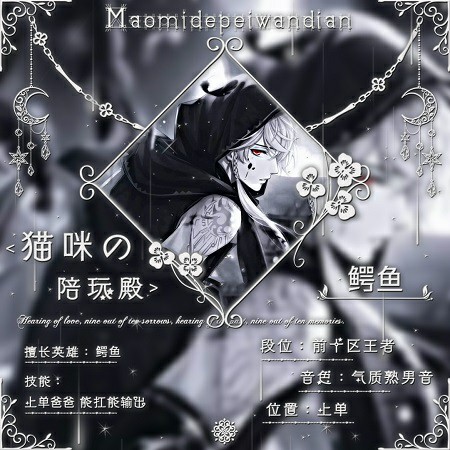 Maomidepeiwandian
<猫咪の
陪玩殿>
鳄鱼
Hearing of love, nine out of ten sorrows, hearing of , nine out of ten memories.
擅长英雄：鳄鱼
段位：前十区王者
技能：
音色：气质熟男音
上单爸爸 能扛能输出
位置：上单